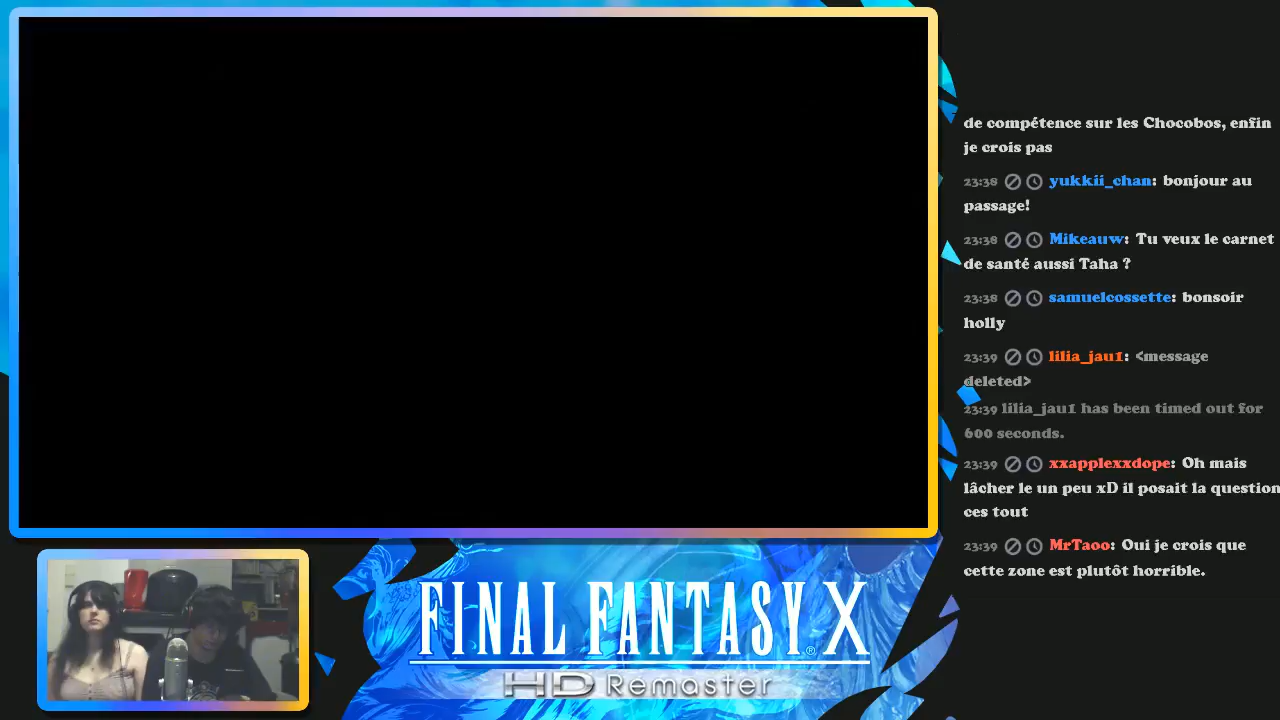 de compétence sur les Chocobos, enfin
je crois pas
23:38 yukkii_chan: bonjour au
passage!
23:38 Mikeauw: Tu veux le carnet
de santé aussi Taha ?
23:38 samuelcossette: bonsoir
holly
23:39 lilia_jau1: <message
deleted>
23:39 lilia_jau1 has been timed out for
600 seconds.
23:39 xxapplexxdope: Oh mais
lâcher le un peu xD il posait la question
ces tout
23:39 MrTaoo: Oui je crois que
cette zone est plutôt horrible.
FINAL FANTASY® X
HD Remaster